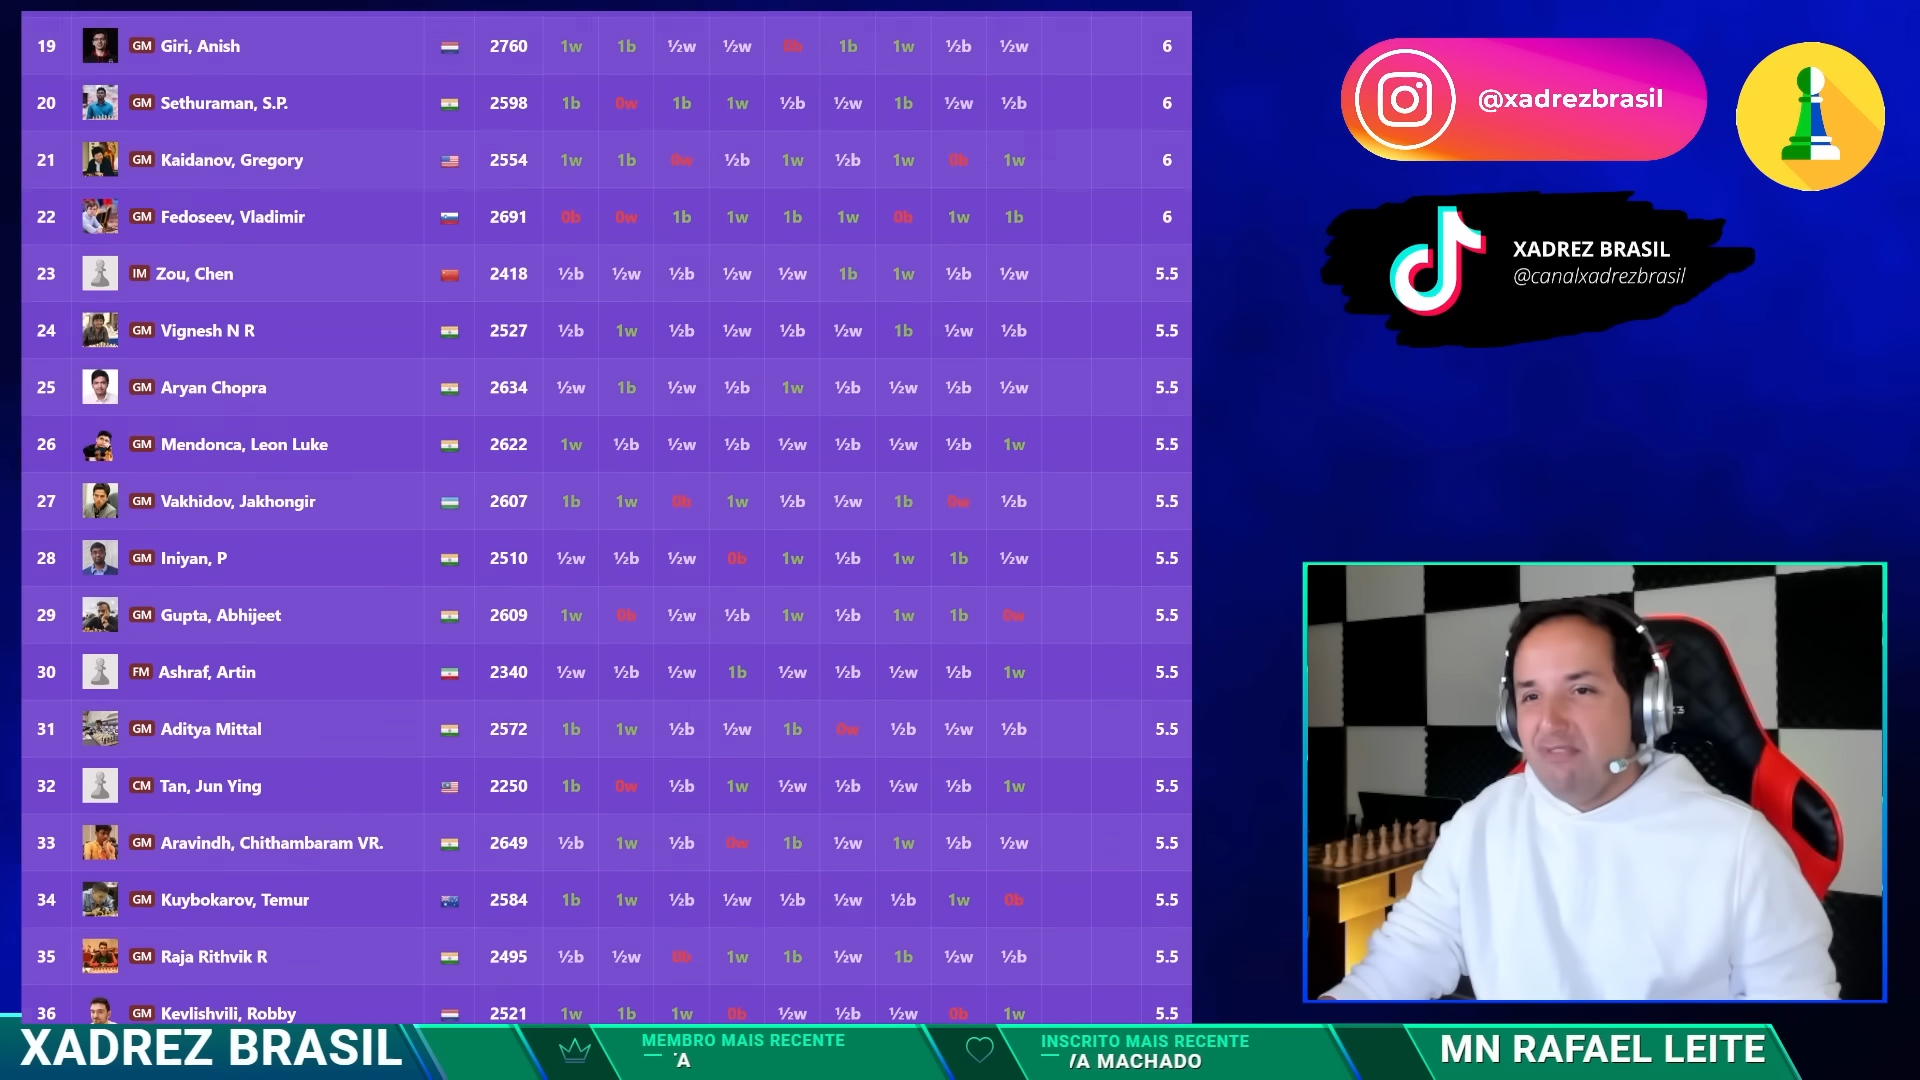 19 GM Giri, Anish 2760 1w 1b ½w ½w 0b 1b 1w ½b ½w 6
20 GM Sethuraman, S.P. 2598 1b 0w 1b 1w ½b ½w 1b ½w ½b 6
21 GM Kaidanov, Gregory 2554 1w 1b 0w ½b 1w ½b 1w 0b 1w 6
22 GM Fedoseev, Vladimir 2691 0b 0w 1b 1w 1b 1w 0b 1w 1b 6
23 IM Zou, Chen 2418 ½b ½w ½b ½w ½w 1b 1w ½b ½w 5.5
24 GM Vignesh N R 2527 ½b 1w ½b ½w ½b ½w 1b ½w ½b 5.5
25 GM Aryan Chopra 2634 ½w 1b ½w ½b 1w ½b ½w ½b ½w 5.5
26 GM Mendonca, Leon Luke 2622 1w ½b ½w ½b ½w ½b ½w ½b 1w 5.5
27 GM Vakhidov, Jakhongir 2607 1b 1w 0b 1w ½b ½w 1b 0w ½b 5.5
28 GM Iniyan, P 2510 ½w ½b ½w 0b 1w ½b 1w 1b ½w 5.5
29 GM Gupta, Abhijeet 2609 1w 0b ½w ½b 1w ½b 1w 1b 0w 5.5
30 FM Ashraf, Artin 2340 ½w ½b ½w 1b ½w ½b ½w ½b 1w 5.5
31 GM Aditya Mittal 2572 1b 1w ½b ½w 1b 0w ½b ½w ½b 5.5
32 CM Tan, Jun Ying 2250 1b 0w ½b 1w ½w ½b ½w ½b 1w 5.5
33 GM Aravindh, Chithambaram VR. 2649 ½b 1w ½b 0w 1b ½w 1w ½b ½w 5.5
34 GM Kuybokarov, Temur 2584 1b 1w ½b ½w ½b ½w ½b 1w 0b 5.5
35 GM Raja Rithvik R 2495 ½b ½w 0b 1w 1b ½w 1b ½w ½b 5.5
36 GM Kevlishvili, Robby 2521 1w 1b 1w 0b ½w ½b ½w 0b 1w 5.5
@xadrezbrasil
XADREZ BRASIL
@canalxadrezbrasil
XADREZ BRASIL
MEMBRO MAIS RECENTE
INSCRITO MAIS RECENTE
MACHADO
MN RAFAEL LEITE